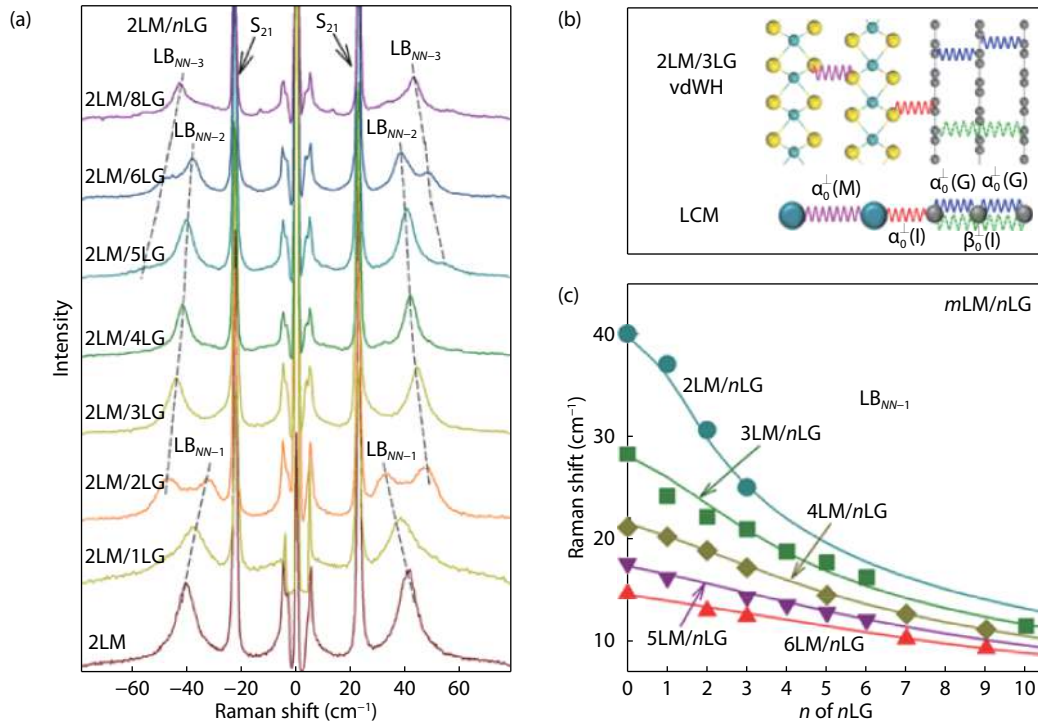 (a)
2LM/nLG
S21
S21
LBNN−3
LBNN−3
2LM/8LG
LBNN−2
LBNN−2
2LM/6LG
2LM/5LG
2LM/4LG
2LM/3LG
LBNN−1
LBNN−1
2LM/2LG
2LM/1LG
2LM
Intensity
−60 −40 −20 0 20 40 60
Raman shift (cm−1)
(b)
2LM/3LG
vdWH
α0⊥(M)
α0⊥(G) α0⊥(G)
LCM
α0⊥(I)
β0⊥(I)
(c)
mLM/nLG
40
30
20
10
Raman shift (cm−1)
2LM/nLG
LBNN−1
3LM/nLG
4LM/nLG
5LM/nLG
6LM/nLG
0 1 2 3 4 5 6 7 8 9 10
n of nLG